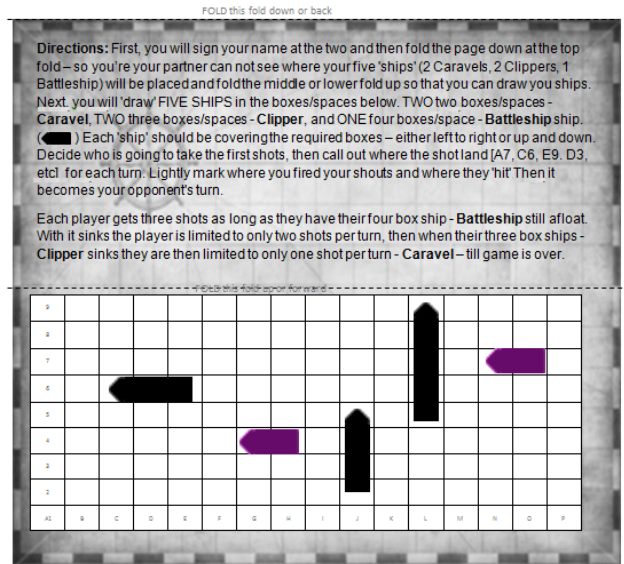 FOLD this fold down or back
Directions: First, you will sign your name at the two and then fold the page down at the top
fold – so you're your partner can not see where your five 'ships' (2 Caravels, 2 Clippers, 1
Battleship) will be placed and fold the middle or lower fold up so that you can draw you ships.
Next, you will 'draw' FIVE SHIPS in the boxes/spaces below. TWO two boxes/spaces -
Caravel, TWO three boxes/spaces - Clipper, and ONE four boxes/space - Battleship ship.
( ) Each 'ship' should be covering the required boxes – either left to right or up and down.
Decide who is going to take the first shots, then call out where the shot land [A7, C6, E9. D3,
etc] for each turn. Lightly mark where you fired your shouts and where they 'hit' Then it
becomes your opponent's turn.
Each player gets three shots as long as they have their four box ship - Battleship still afloat.
With it sinks the player is limited to only two shots per turn, then when their three box ships -
Clipper sinks they are then limited to only one shot per turn - Caravel – till game is over.
FOLD this fold up or forward
9
8
7
6
5
4
3
2
A1 B C D E F G H I J K L M N O P